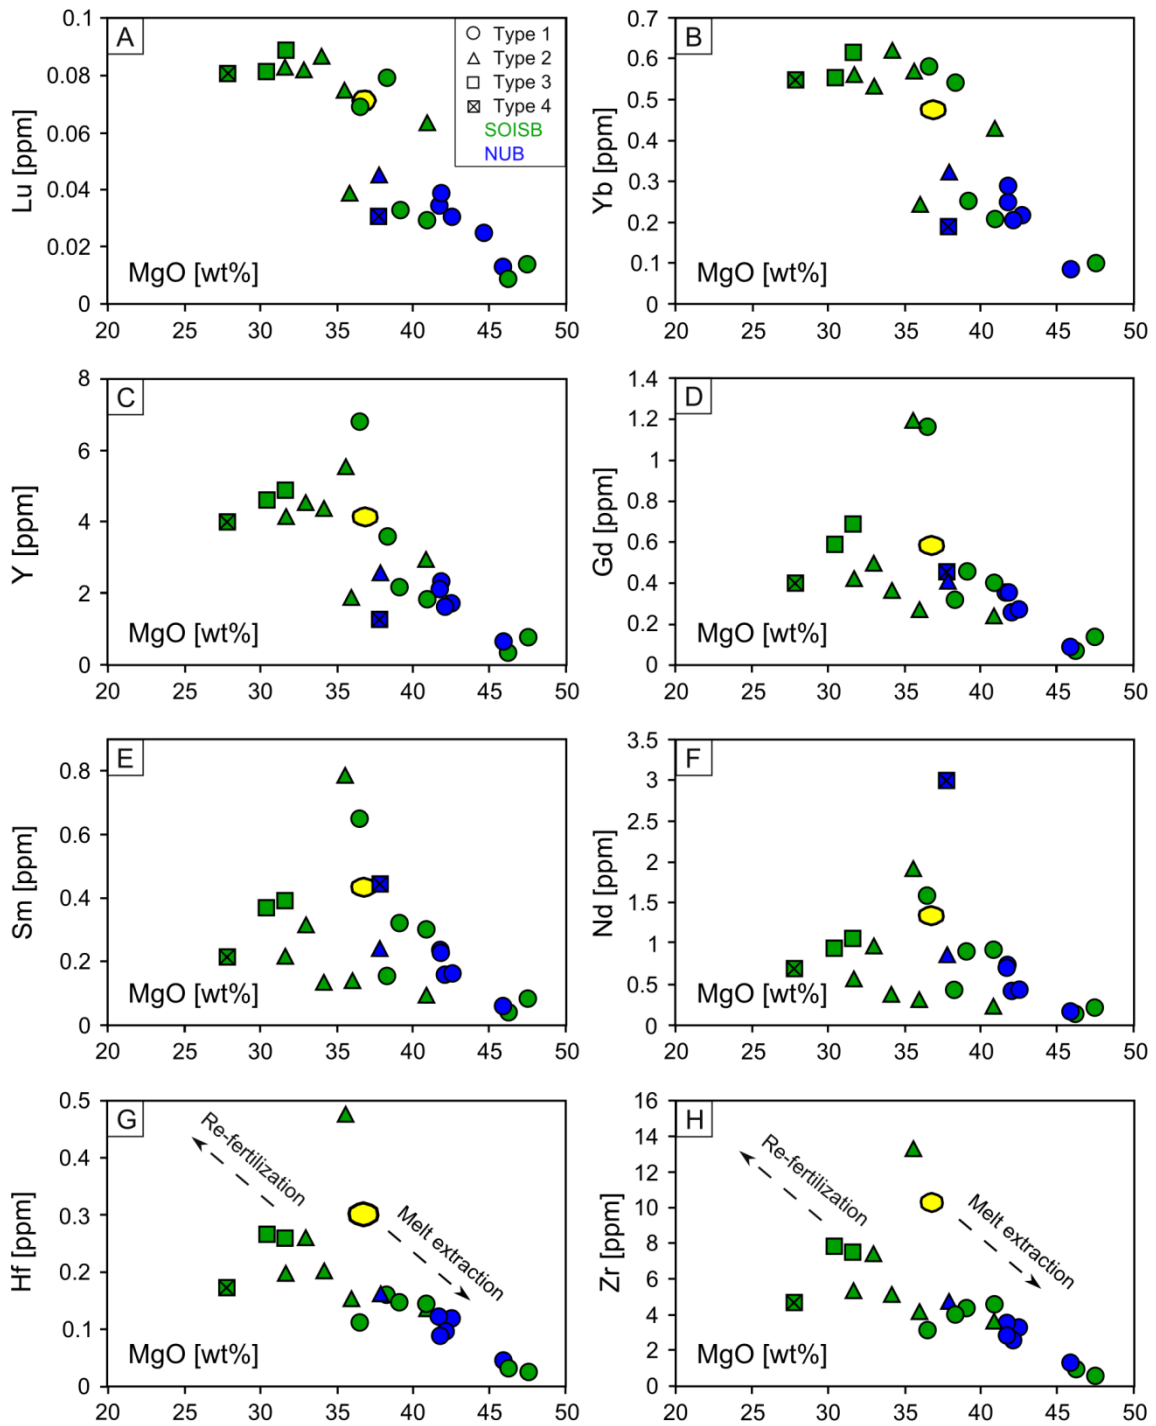 A
Type 1
Type 2
Type 3
Type 4
SOISB
NUB
Lu [ppm]
0.1
0.08
0.06
0.04
0.02
0
MgO [wt%]
20 25 30 35 40 45 50
B
Yb [ppm]
0.7
0.6
0.5
0.4
0.3
0.2
0.1
0
MgO [wt%]
20 25 30 35 40 45 50
C
Y [ppm]
8
6
4
2
0
MgO [wt%]
20 25 30 35 40 45 50
D
Gd [ppm]
1.4
1.2
1
0.8
0.6
0.4
0.2
0
MgO [wt%]
20 25 30 35 40 45 50
E
Sm [ppm]
0.8
0.6
0.4
0.2
0
MgO [wt%]
20 25 30 35 40 45 50
F
Nd [ppm]
3.5
3
2.5
2
1.5
1
0.5
0
MgO [wt%]
20 25 30 35 40 45 50
G
Hf [ppm]
0.5
0.4
0.3
0.2
0.1
0
Re-fertilization
Melt extraction
MgO [wt%]
20 25 30 35 40 45 50
H
Zr [ppm]
16
14
12
10
8
6
4
2
0
Re-fertilization
Melt extraction
MgO [wt%]
20 25 30 35 40 45 50